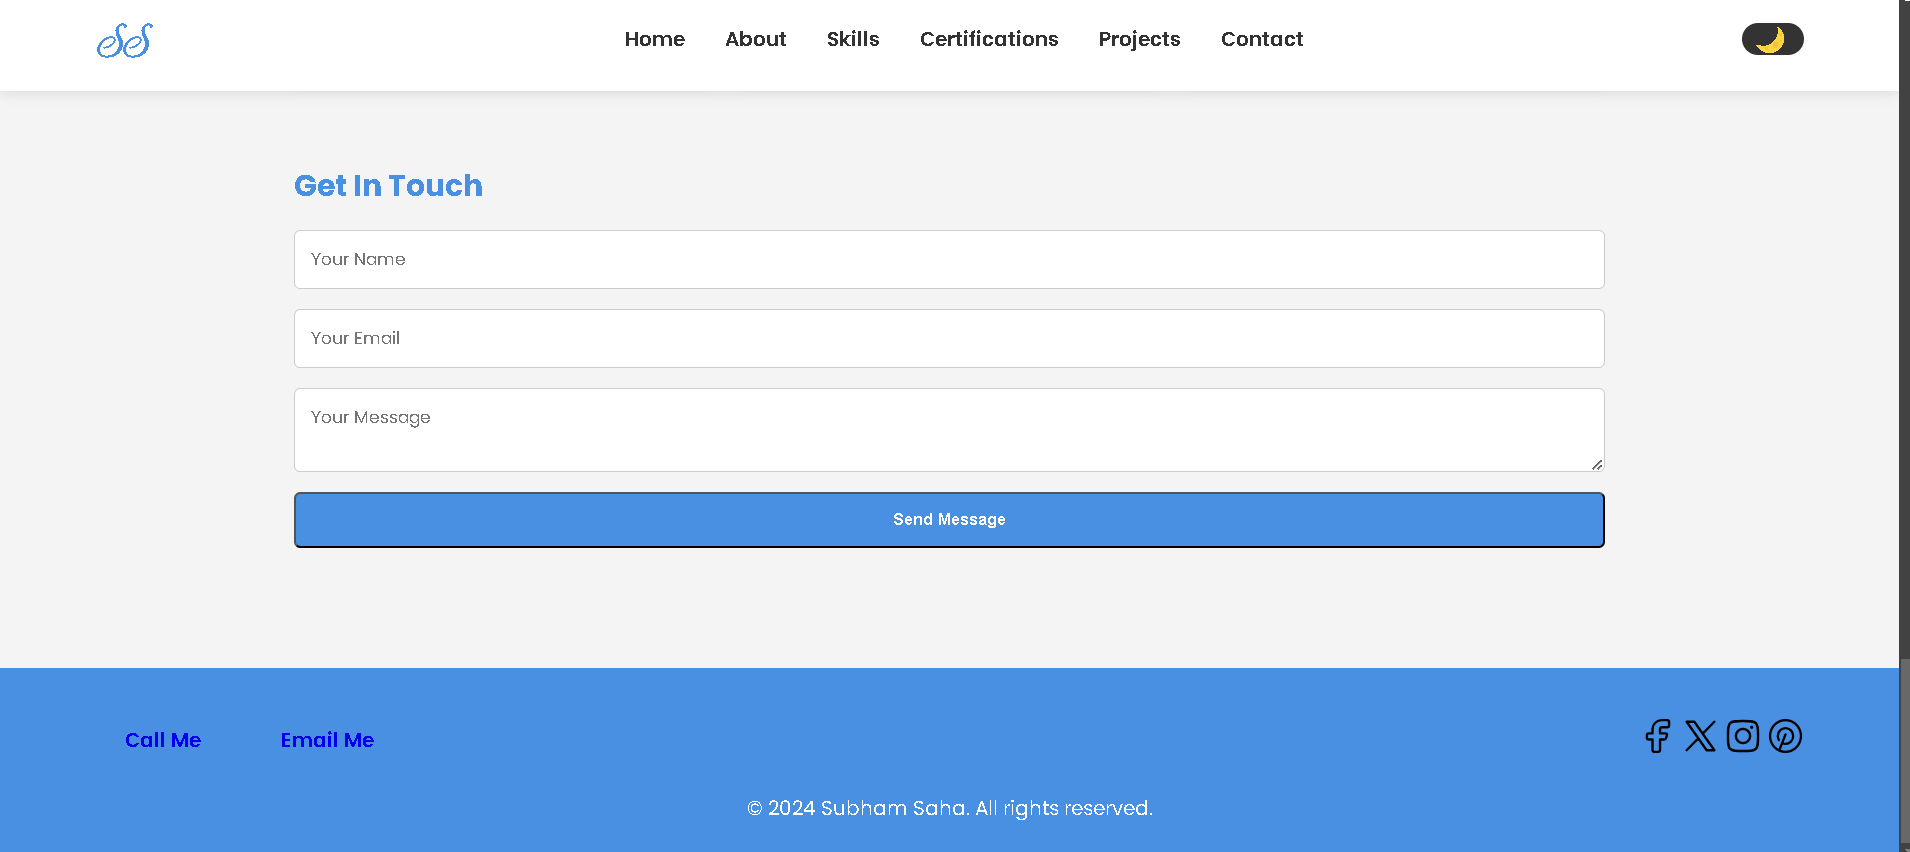 SS
Home About Skills Certifications Projects Contact
Get In Touch
Your Name
Your Email
Your Message
Send Message
Call Me Email Me
© 2024 Subham Saha. All rights reserved.